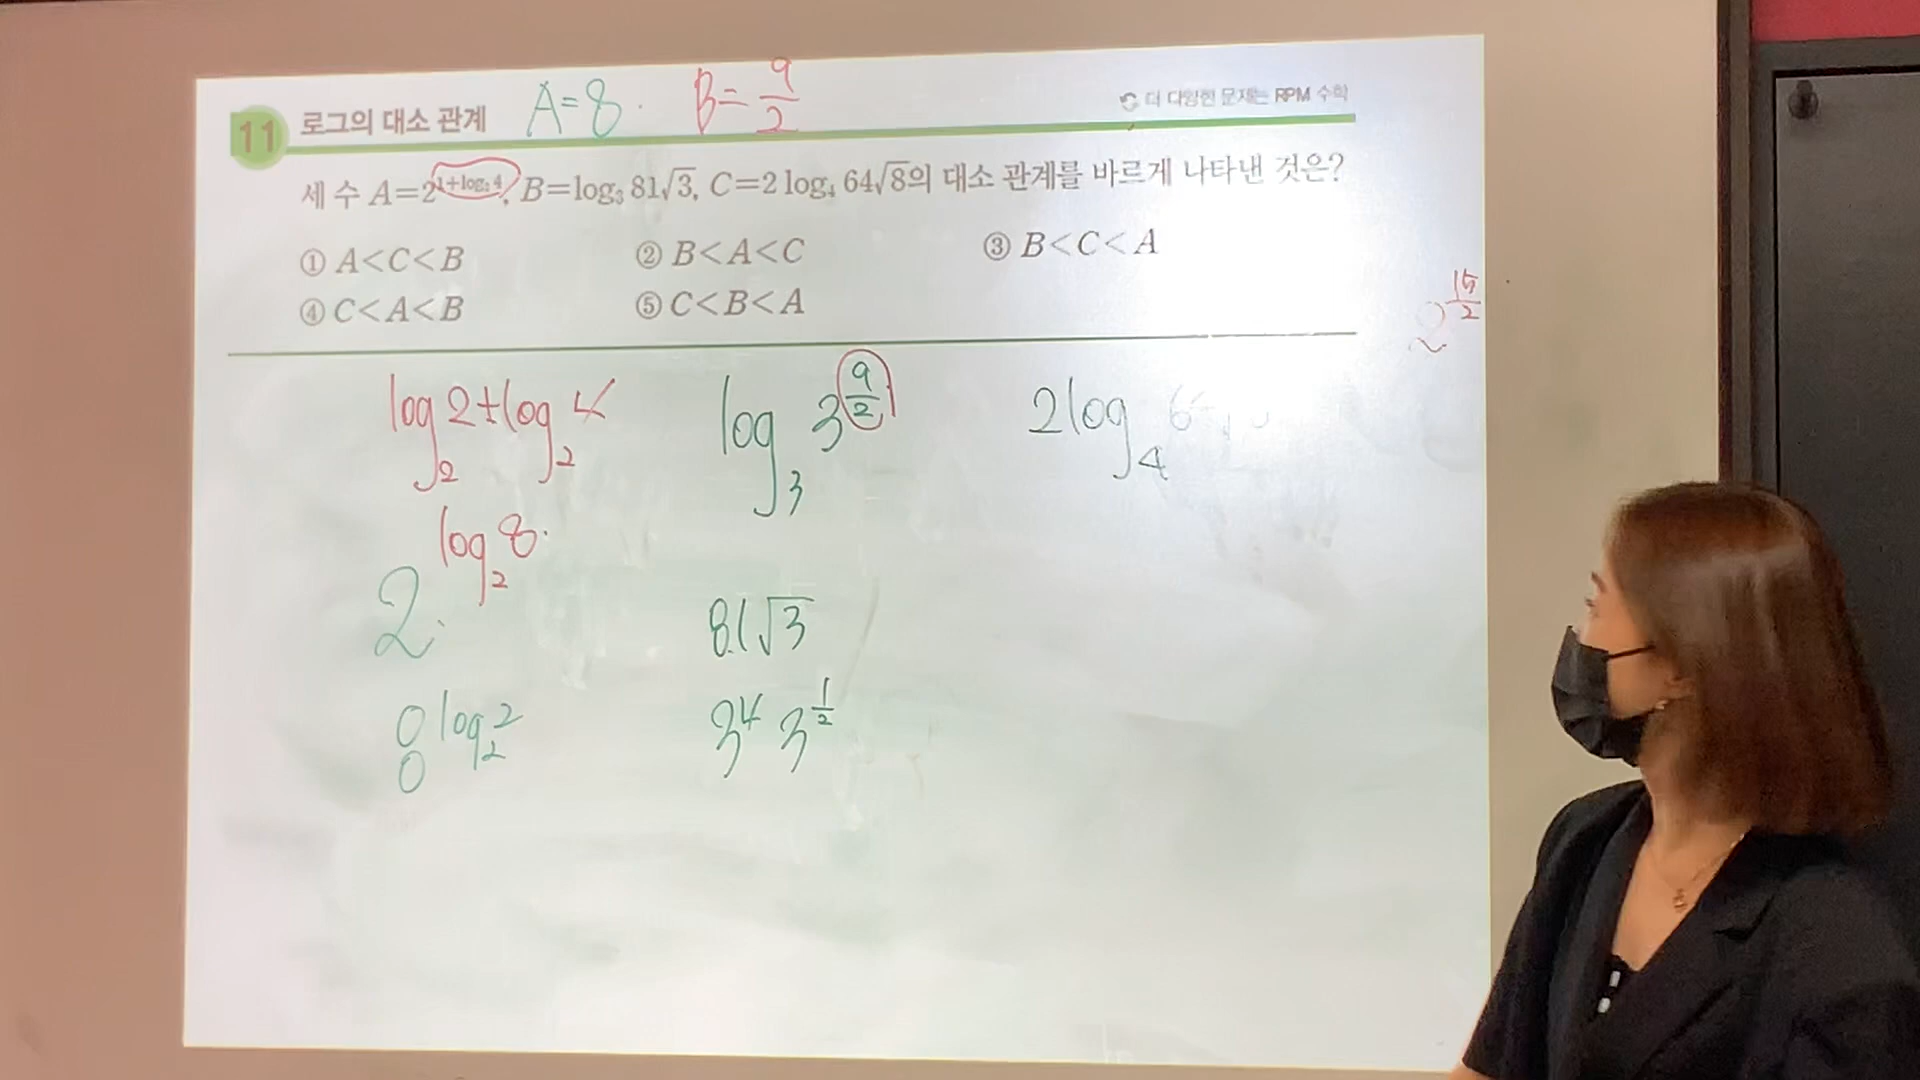 A=8. B=9/2
11 로그의 대소 관계
더 다양한 문제는 RPM 수학
세 수 A=2^(1+log₂4), B=log₃ 81√3, C=2 log₄ 64√8의 대소 관계를 바르게 나타낸 것은?
① A<C<B ② B<A<C ③ B<C<A
④ C<A<B ⑤ C<B<A
15/2
log₂2+log₂4
log₃ 3^(9/2)
2log₄ 6
2^(log₂8)
81√3
8^(log₂2)
3⁴ 3^(1/2)